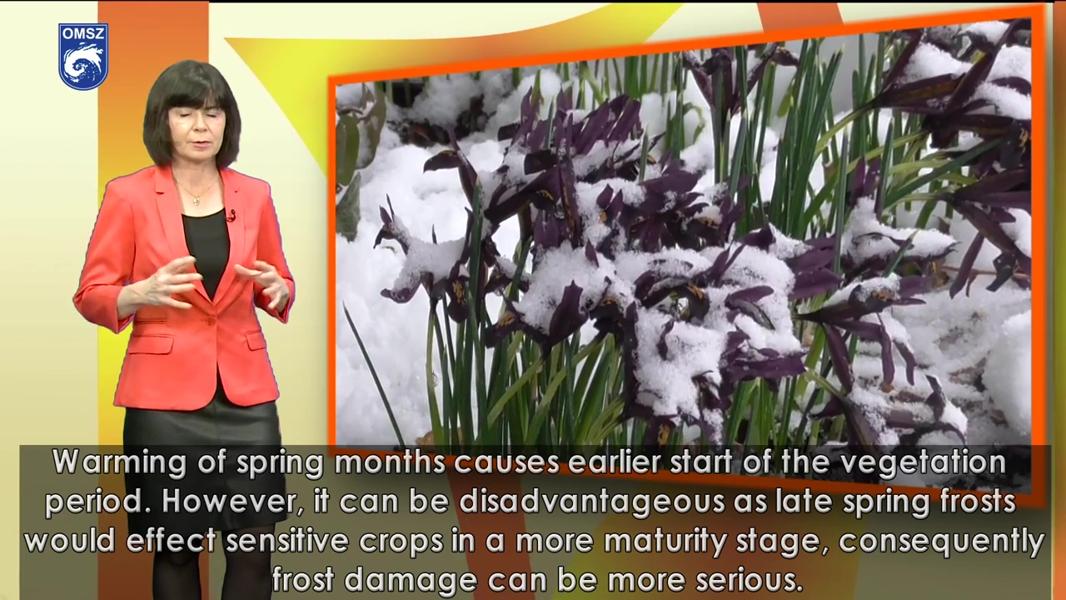 OMSZ
Warming of spring months causes earlier start of the vegetation
period. However, it can be disadvantageous as late spring frosts
would effect sensitive crops in a more maturity stage, consequently
frost damage can be more serious.